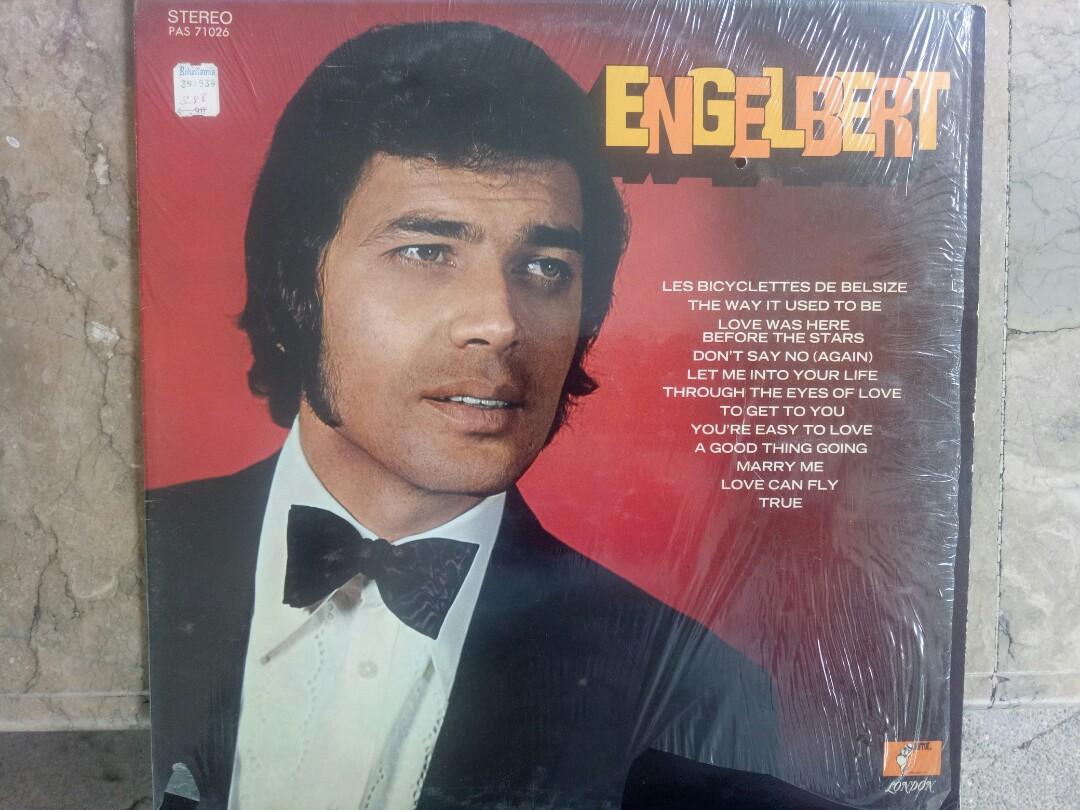 STEREO
PAS 71026
39/539
ENGELBERT
LES BICYCLETTES DE BELSIZE
THE WAY IT USED TO BE
LOVE WAS HERE
BEFORE THE STARS
DON'T SAY NO (AGAIN)
LET ME INTO YOUR LIFE
THROUGH THE EYES OF LOVE
TO GET TO YOU
YOU'RE EASY TO LOVE
A GOOD THING GOING
MARRY ME
LOVE CAN FLY
TRUE
LONDON